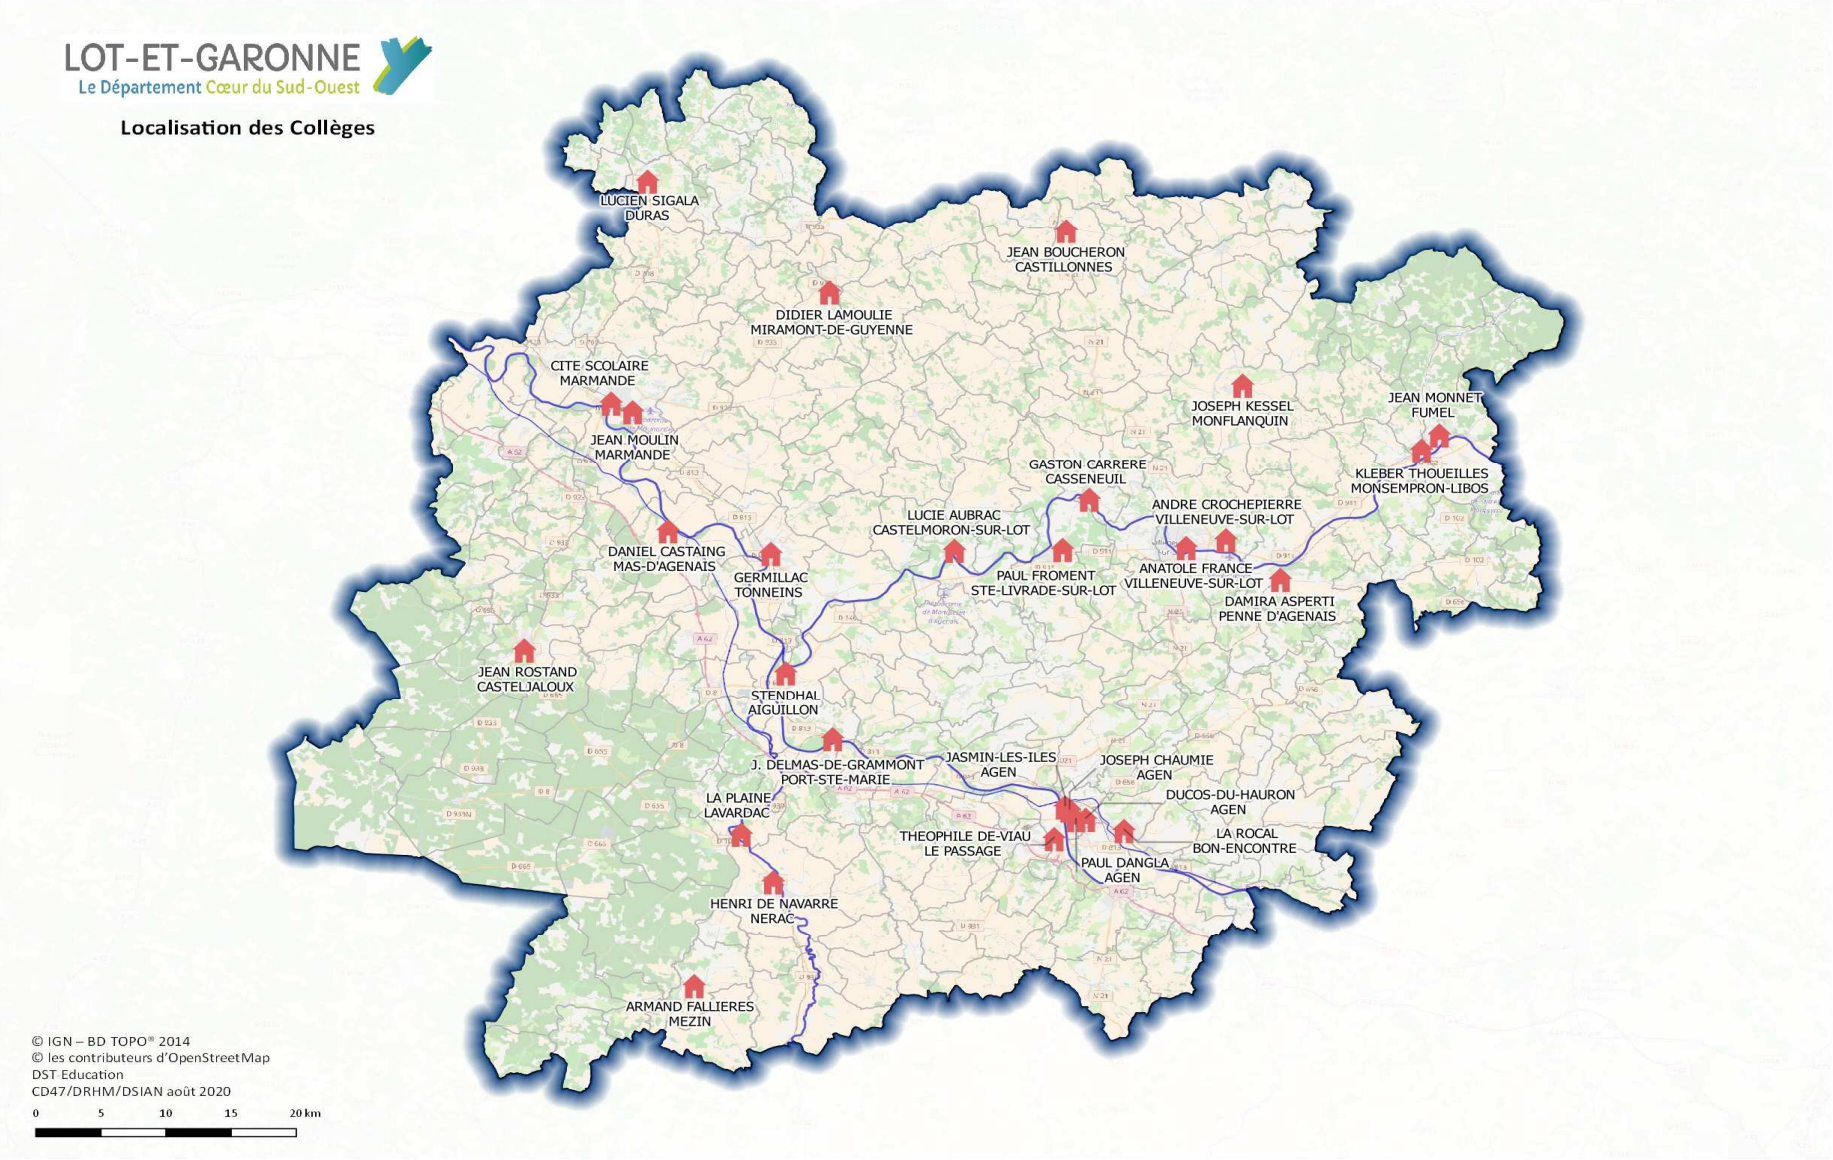 LOT-ET-GARONNE
Le Département Cœur du Sud-Ouest
Localisation des Collèges
LUCIEN SIGALA
DURAS
JEAN BOUCHERON
CASTILLONNES
DIDIER LAMOULIE
MIRAMONT-DE-GUYENNE
D 933
N 21
CITE SCOLAIRE
MARMANDE
JEAN MOULIN
MARMANDE
JOSEPH KESSEL
MONFLANQUIN
JEAN MONNET
FUMEL
KLEBER THOUEILLES
MONSEMPRON-LIBOS
GASTON CARRERE
CASSENEUIL
ANDRE CROCHEPIERRE
VILLENEUVE-SUR-LOT
LUCIE AUBRAC
CASTELMORON-SUR-LOT
DANIEL CASTAING
MAS-D'AGENAIS
GERMILLAC
TONNEINS
PAUL FROMENT
STE-LIVRADE-SUR-LOT
ANATOLE FRANCE
VILLENEUVE-SUR-LOT
DAMIRA ASPERTI
PENNE D'AGENAIS
A 62
JEAN ROSTAND
CASTELJALOUX
STENDHAL
AIGUILLON
D 8
J. DELMAS-DE-GRAMMONT
PORT-STE-MARIE
JASMIN-LES-ILES
AGEN
JOSEPH CHAUMIE
AGEN
DUCOS-DU-HAURON
AGEN
LA PLAINE
LAVARDAC
THEOPHILE DE-VIAU
LE PASSAGE
LA ROCAL
BON-ENCONTRE
PAUL DANGLA
AGEN
A 62
HENRI DE NAVARRE
NERAC
N 21
ARMAND FALLIERES
MEZIN
© IGN – BD TOPO® 2014
© les contributeurs d'OpenStreetMap
DST Education
CD47/DRHM/DSIAN août 2020
0 5 10 15 20 km